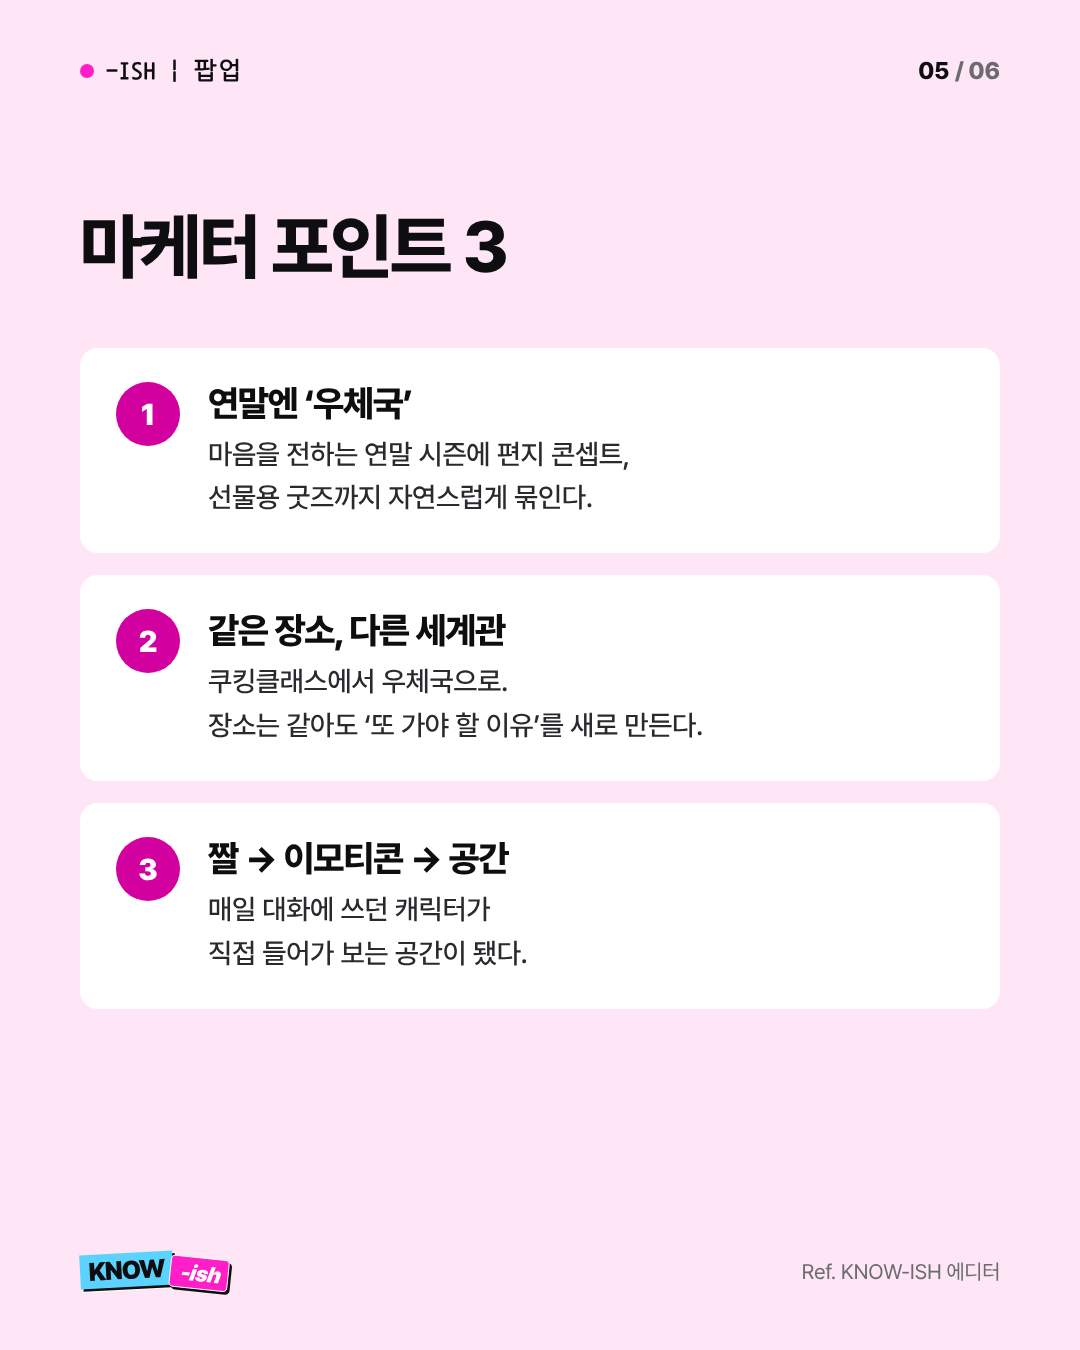 -ISH | 팝업
05 / 06
마케터 포인트 3
1
연말엔 ‘우체국’
마음을 전하는 연말 시즌에 편지 콘셉트,
선물용 굿즈까지 자연스럽게 묶인다.
2
같은 장소, 다른 세계관
쿠킹클래스에서 우체국으로.
장소는 같아도 ‘또 가야 할 이유’를 새로 만든다.
3
짤 → 이모티콘 → 공간
매일 대화에 쓰던 캐릭터가
직접 들어가 보는 공간이 됐다.
KNOW -ish
Ref. KNOW-ISH 에디터